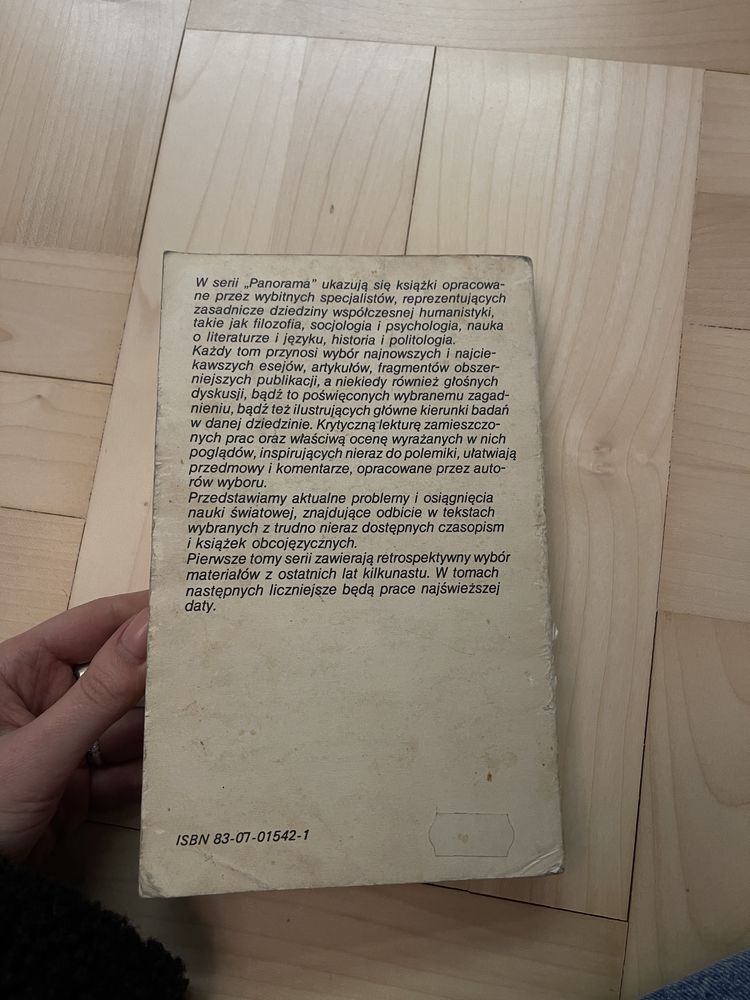 W serii „Panorama” ukazują się książki opracowa-
ne przez wybitnych specjalistów, reprezentujących
zasadnicze dziedziny współczesnej humanistyki,
takie jak filozofia, socjologia i psychologia, nauka
o literaturze i języku, historia i politologia.
Każdy tom przynosi wybór najnowszych i najcie-
kawszych esejów, artykułów, fragmentów obszer-
niejszych publikacji, a niekiedy również głośnych
dyskusji, bądź to poświęconych wybranemu zagad-
nieniu, bądź też ilustrujących główne kierunki badań
w danej dziedzinie. Krytyczną lekturę zamieszczo-
nych prac oraz właściwą ocenę wyrażanych w nich
poglądów, inspirujących nieraz do polemiki, ułatwiają
przedmowy i komentarze, opracowane przez auto-
rów wyboru.
Przedstawiamy aktualne problemy i osiągnięcia
nauki światowej, znajdujące odbicie w tekstach
wybranych z trudno nieraz dostępnych czasopism
i książek obcojęzycznych.
Pierwsze tomy serii zawierają retrospektywny wybór
materiałów z ostatnich lat kilkunastu. W tomach
następnych liczniejsze będą prace najświeższej
daty.
ISBN 83-07-01542-1